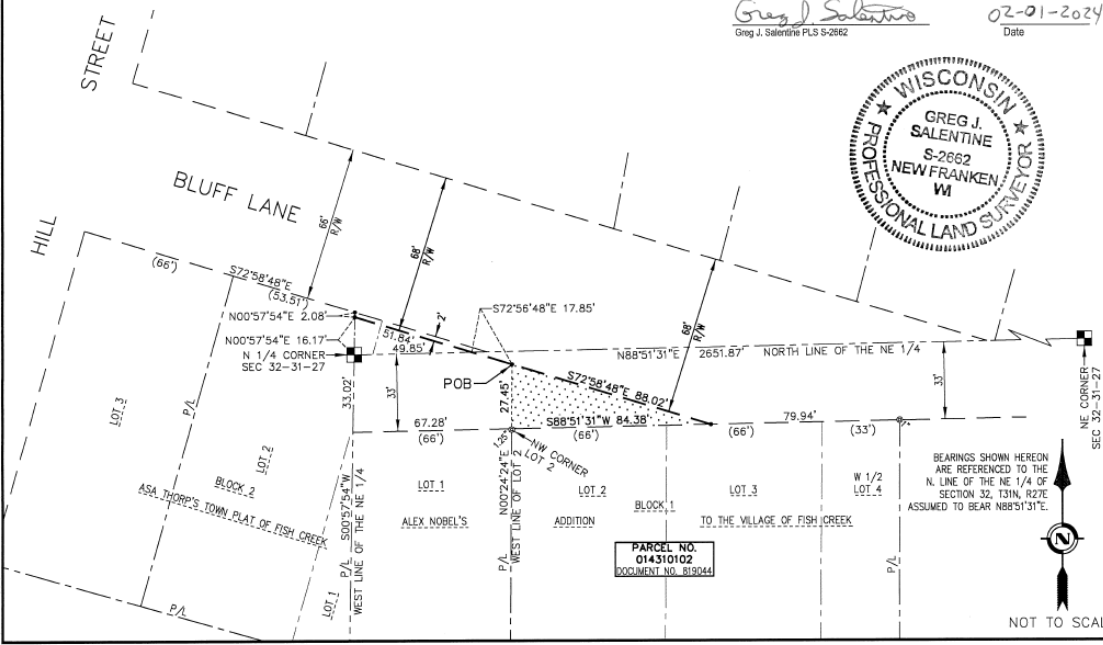 Greg J. Salentine
02-01-2024
Greg J. Salentine PLS S-2662
Date
WISCONSIN
PROFESSIONAL LAND SURVEYOR
GREG J.
SALENTINE
S-2662
NEW FRANKEN
WI
STREET
HILL
BLUFF LANE
66'
R/W
68'
R/W
68'
R/W
(66')
S72°58'48"E
(53.51')
N00°57'54"E 2.08'
N00°57'54"E 16.17'
N 1/4 CORNER
SEC 32-31-27
51.84'
49.85'
2'
S72°56'48"E 17.85'
N88°51'31"E 2651.87' NORTH LINE OF THE NE 1/4
NE CORNER
SEC 32-31-27
POB
S72°58'48"E 88.02'
33.02'
33'
27.45'
33'
67.28'
(66')
S88°51'31"W 84.38'
(66')
79.94'
(66')
(33')
1'
1.25'
NW CORNER
LOT 2
LOT 3
P/L
LOT 2
BLOCK 2
ASA THORP'S TOWN PLAT OF FISH CREEK
P/L
LOT 1
P/L S00°57'54"W
WEST LINE OF THE NE 1/4
LOT 1
ALEX NOBEL'S
P/L
N00°24'24"E
WEST LINE OF LOT 2
LOT 2
ADDITION
BLOCK 1
LOT 3
TO THE VILLAGE OF FISH CREEK
W 1/2
LOT 4
P/L
PARCEL NO.
014310102
DOCUMENT NO. 819044
BEARINGS SHOWN HEREON
ARE REFERENCED TO THE
N. LINE OF THE NE 1/4 OF
SECTION 32, T31N, R27E
ASSUMED TO BEAR N88°51'31"E.
N
NOT TO SCAL